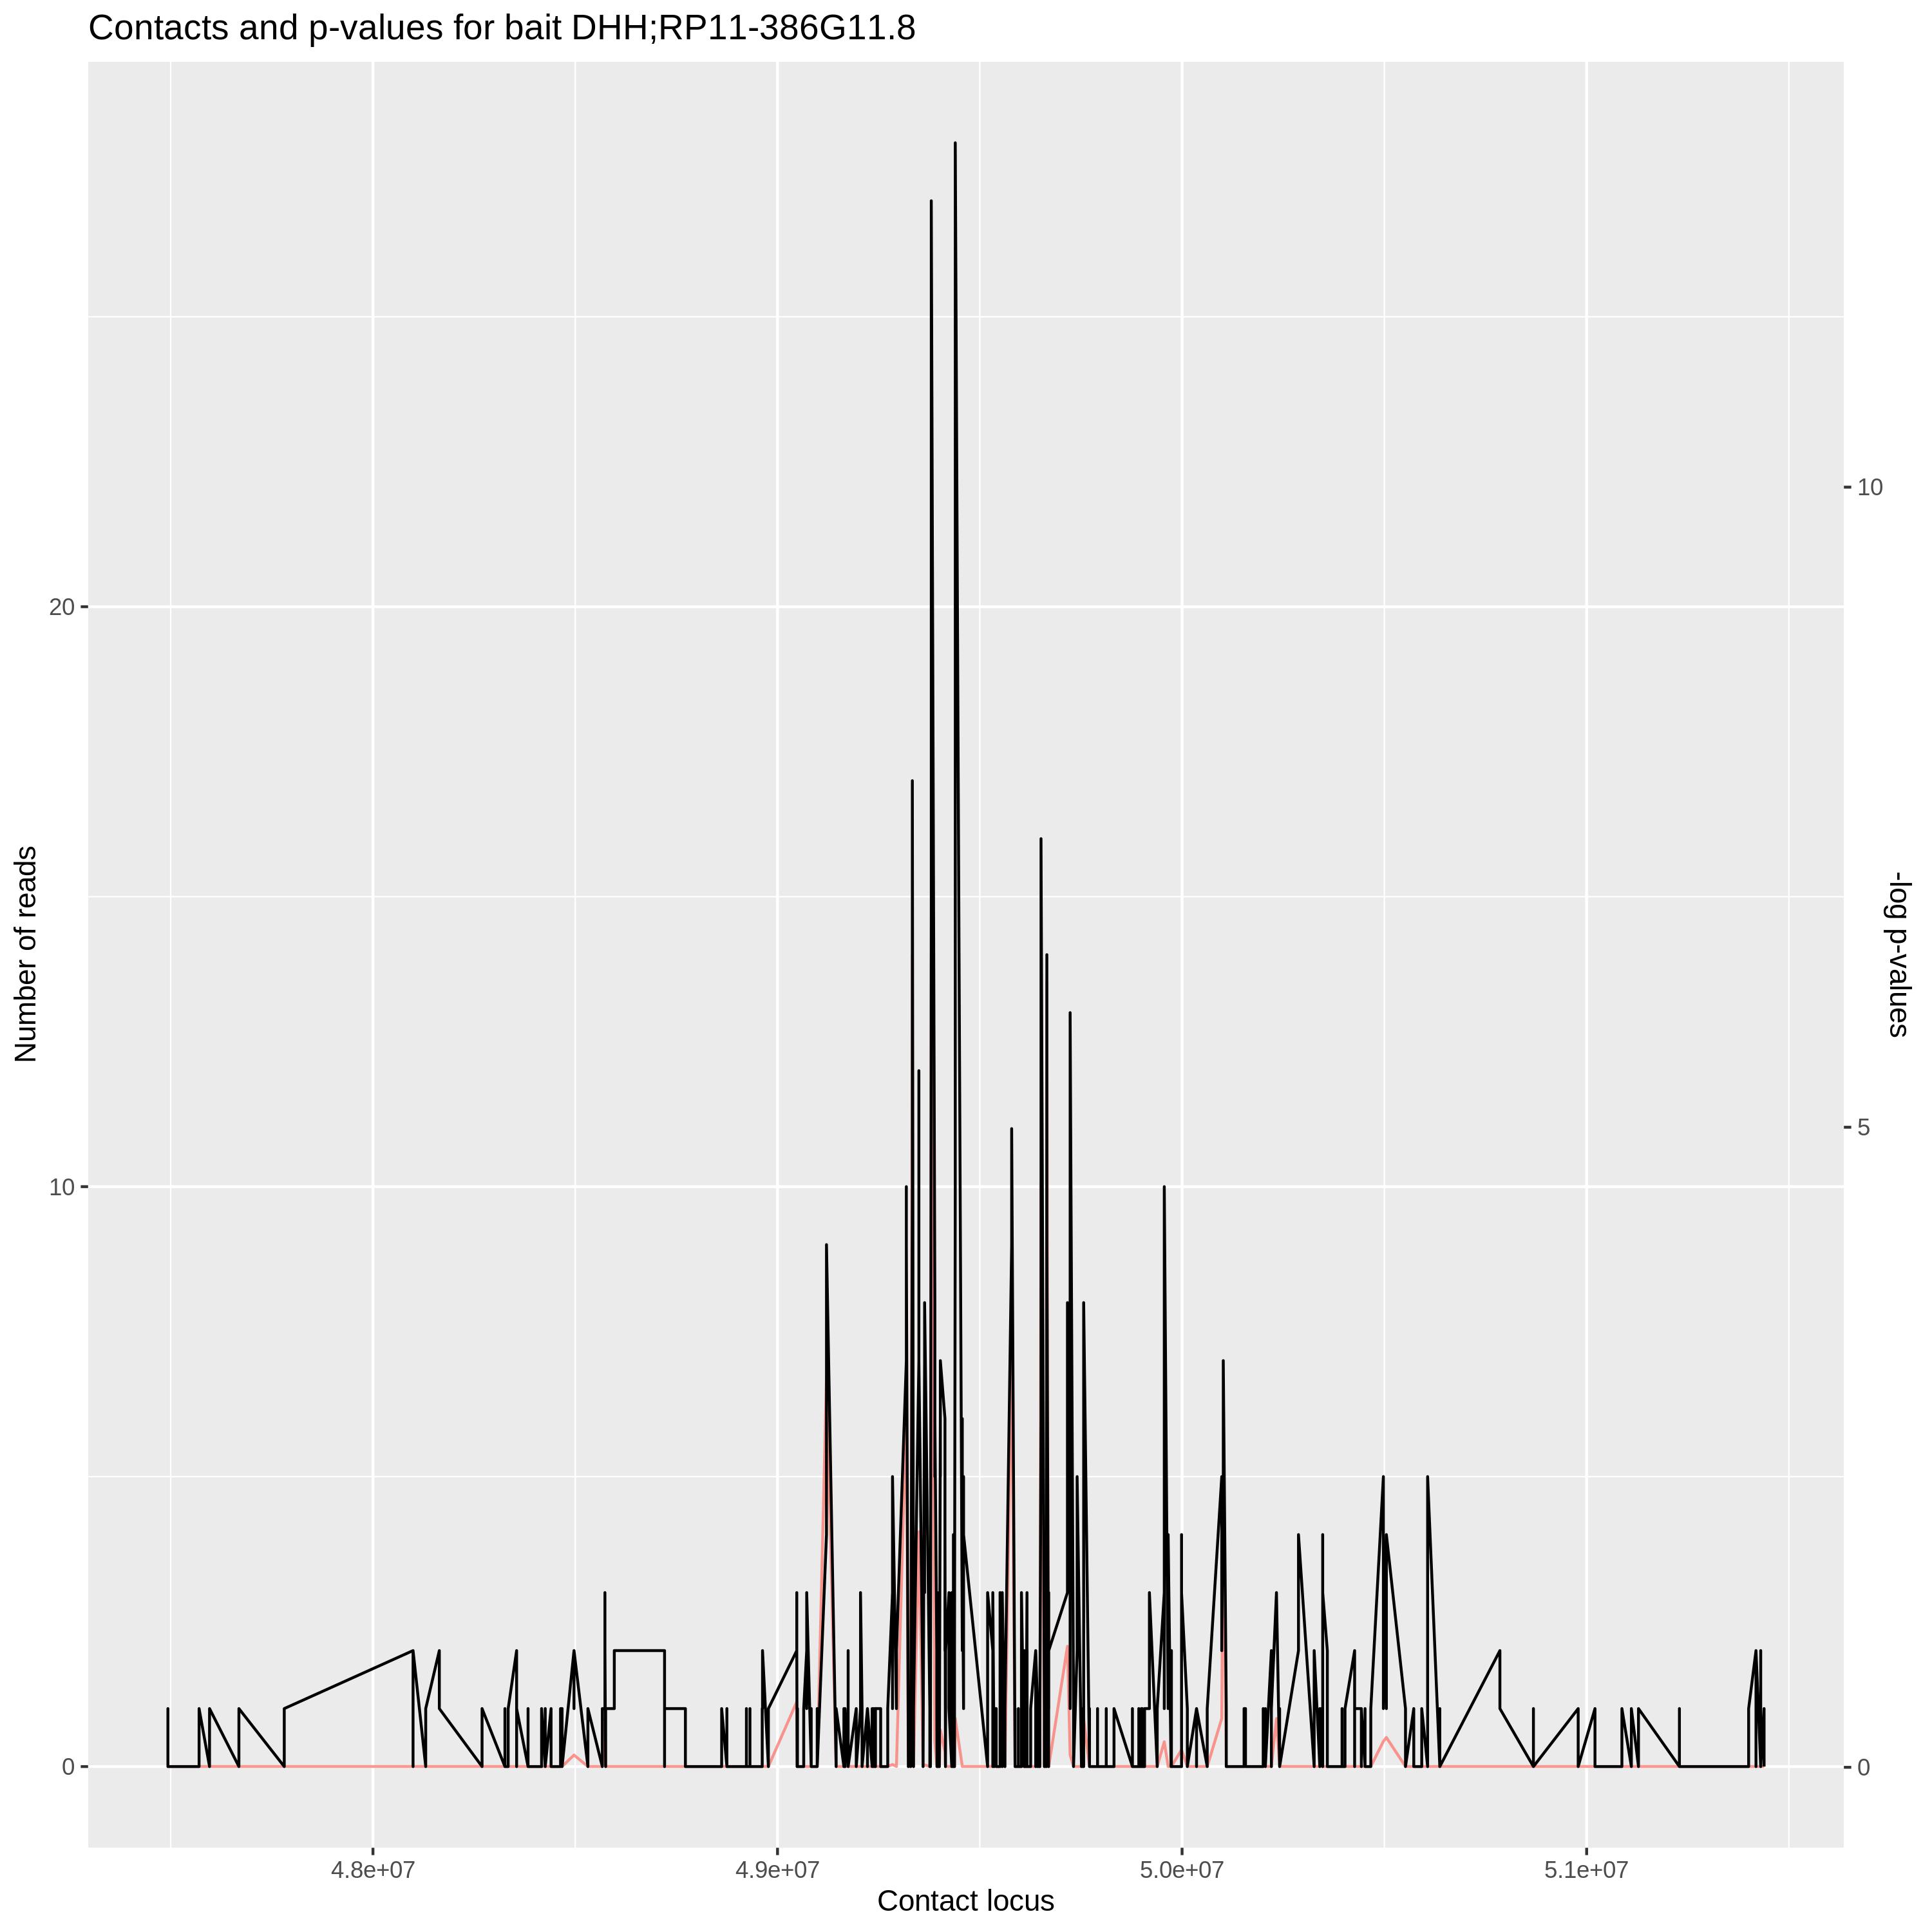 Contacts and p-values for bait DHH;RP11-386G11.8
20
10
0
Number of reads
10
5
0
-log p-values
4.8e+07
4.9e+07
5.0e+07
5.1e+07
Contact locus